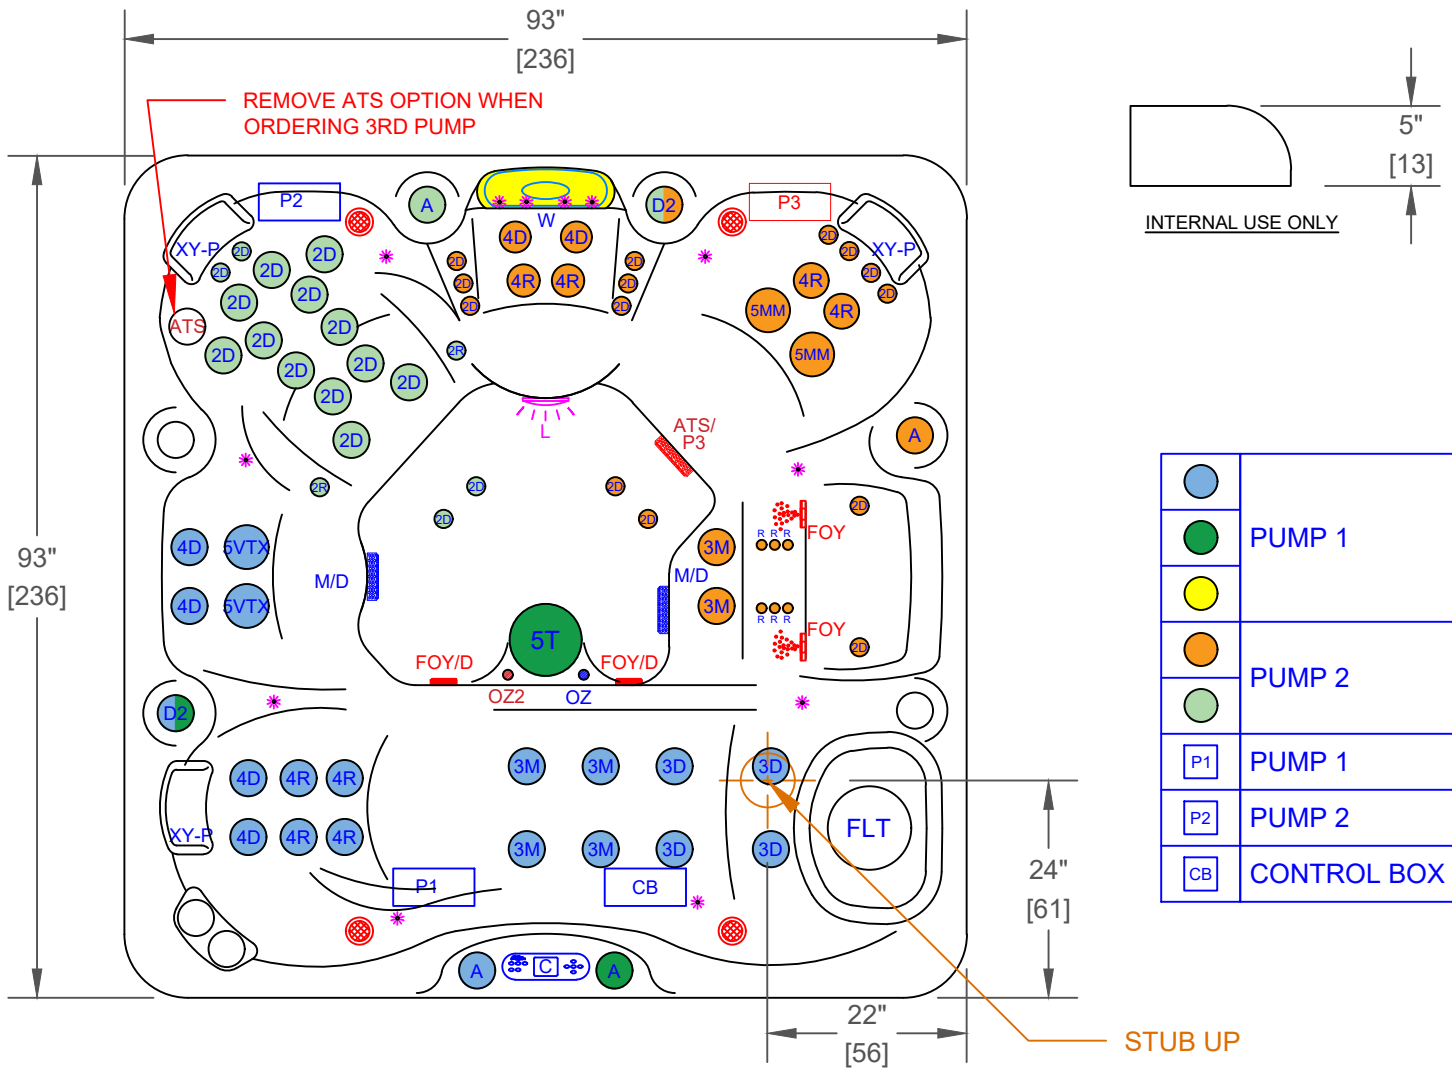 93"
[236]
REMOVE ATS OPTION WHEN
ORDERING 3RD PUMP
5"
[13]
INTERNAL USE ONLY
P2
A
W
D2
P3
XY-P
XY-P
4D 4D
4R 4R
2D 2D 2D
2D 2D 2D
2D 2D 2D 2D
4R
5MM 4R
5MM
2D 2D
2D 2D
2D 2D
2D 2D
2D 2D
2D 2D
2D 2D
2D
ATS
2R
L
ATS/
P3
A
2R
2D 2D
2D 2D
2D
FOY
R R R
93"
[236]
4D 5VTX
4D 5VTX
M/D
M/D
3M
3M
R R R
FOY
2D
5T
FOY/D FOY/D
OZ2 OZ
D2
4D 4R 4R
4D 4R 4R
XY-P
3M 3M 3D 3D
3M 3M 3D 3D
FLT
P1
CB
A C A
24"
[61]
22"
[56]
STUB UP
PUMP 1
PUMP 2
P1 PUMP 1
P2 PUMP 2
CB CONTROL BOX